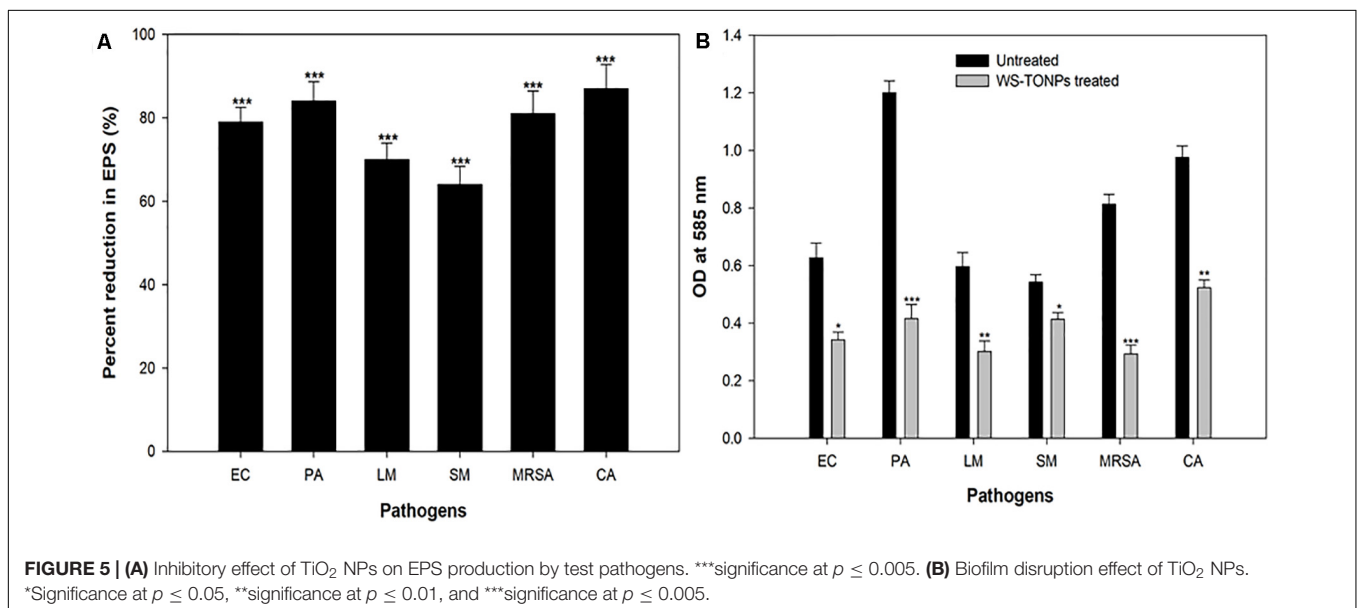 A
100
80
60
40
20
0
Percent reduction in EPS (%)
***
***
***
***
***
***
EC PA LM SM MRSA CA
Pathogens
B
1.4
1.2
1.0
0.8
0.6
0.4
0.2
0.0
OD at 585 nm
Untreated
WS-TONPs treated
*
***
**
*
***
**
EC PA LM SM MRSA CA
Pathogens
FIGURE 5 | (A) Inhibitory effect of TiO₂ NPs on EPS production by test pathogens. ***significance at p ≤ 0.005. (B) Biofilm disruption effect of TiO₂ NPs.
*Significance at p ≤ 0.05, **significance at p ≤ 0.01, and ***significance at p ≤ 0.005.